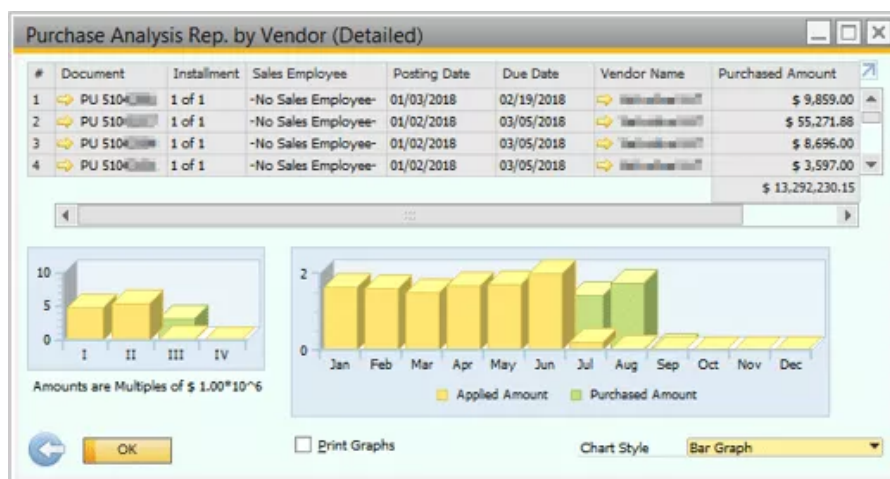 Purchase Analysis Rep. by Vendor (Detailed)
# Document Installment Sales Employee Posting Date Due Date Vendor Name Purchased Amount
1 PU 5104 1 of 1 -No Sales Employee- 01/03/2018 02/19/2018 $ 9,859.00
2 PU 5104 1 of 1 -No Sales Employee- 01/02/2018 03/05/2018 $ 55,271.88
3 PU 5104 1 of 1 -No Sales Employee- 01/02/2018 03/05/2018 $ 8,696.00
4 PU 5104 1 of 1 -No Sales Employee- 01/02/2018 03/05/2018 $ 3,597.00
$ 13,292,230.15
10
5
0
I II III IV
Amounts are Multiples of $ 1.00*10^6
2
0
Jan Feb Mar Apr May Jun Jul Aug Sep Oct Nov Dec
Applied Amount Purchased Amount
OK
Print Graphs
Chart Style Bar Graph